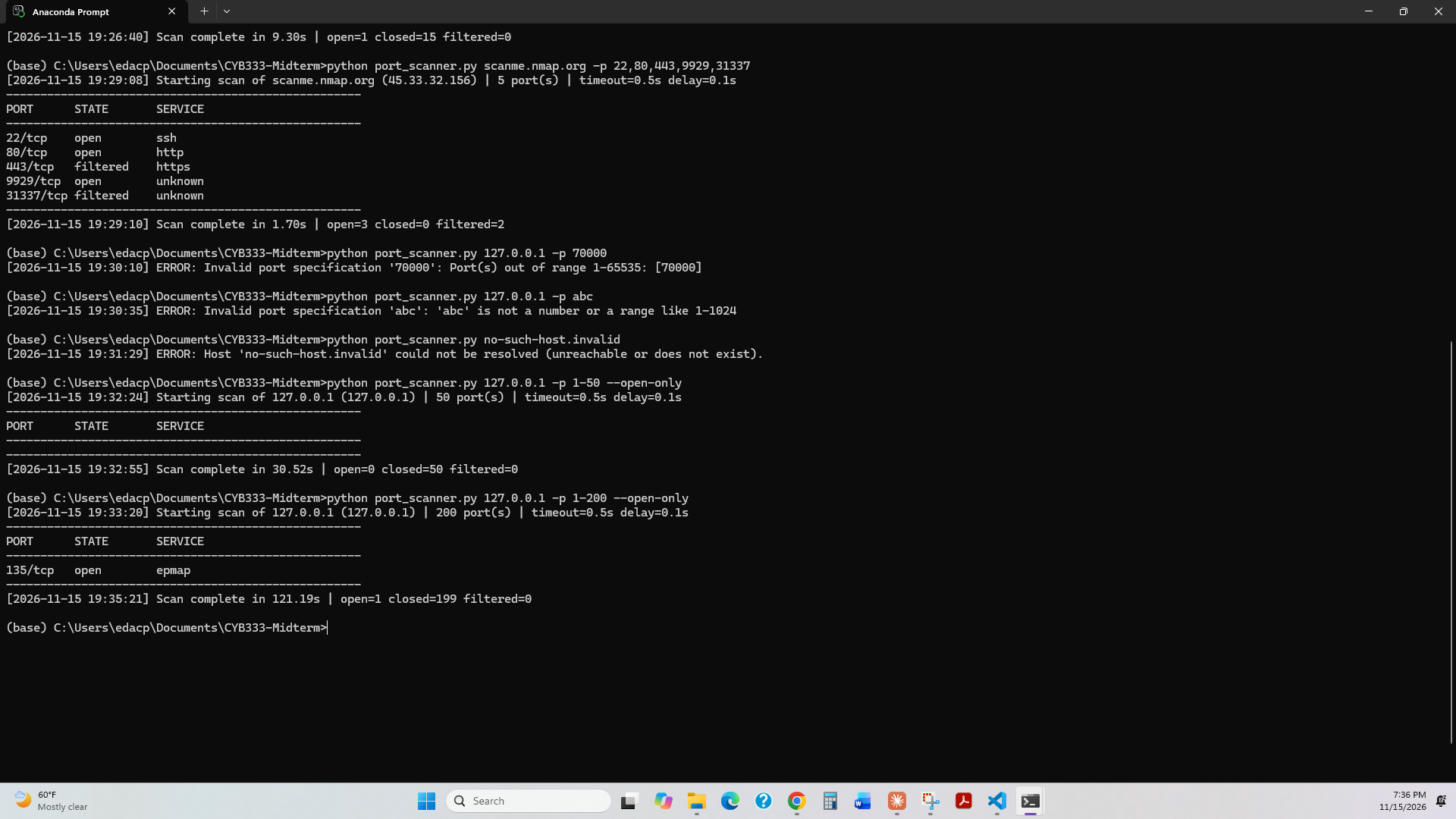 Anaconda Prompt
[2026-11-15 19:26:40] Scan complete in 9.30s | open=1 closed=15 filtered=0
(base) C:\Users\edacp\Documents\CYB333-Midterm>python port_scanner.py scanme.nmap.org -p 22,80,443,9929,31337
[2026-11-15 19:29:08] Starting scan of scanme.nmap.org (45.33.32.156) | 5 port(s) | timeout=0.5s delay=0.1s
----------------------------------------------------
PORT      STATE       SERVICE
----------------------------------------------------
22/tcp    open        ssh
80/tcp    open        http
443/tcp   filtered    https
9929/tcp  open        unknown
31337/tcp filtered    unknown
----------------------------------------------------
[2026-11-15 19:29:10] Scan complete in 1.70s | open=3 closed=0 filtered=2
(base) C:\Users\edacp\Documents\CYB333-Midterm>python port_scanner.py 127.0.0.1 -p 70000
[2026-11-15 19:30:10] ERROR: Invalid port specification '70000': Port(s) out of range 1-65535: [70000]
(base) C:\Users\edacp\Documents\CYB333-Midterm>python port_scanner.py 127.0.0.1 -p abc
[2026-11-15 19:30:35] ERROR: Invalid port specification 'abc': 'abc' is not a number or a range like 1-1024
(base) C:\Users\edacp\Documents\CYB333-Midterm>python port_scanner.py no-such-host.invalid
[2026-11-15 19:31:29] ERROR: Host 'no-such-host.invalid' could not be resolved (unreachable or does not exist).
(base) C:\Users\edacp\Documents\CYB333-Midterm>python port_scanner.py 127.0.0.1 -p 1-50 --open-only
[2026-11-15 19:32:24] Starting scan of 127.0.0.1 (127.0.0.1) | 50 port(s) | timeout=0.5s delay=0.1s
----------------------------------------------------
PORT      STATE       SERVICE
----------------------------------------------------
----------------------------------------------------
[2026-11-15 19:32:55] Scan complete in 30.52s | open=0 closed=50 filtered=0
(base) C:\Users\edacp\Documents\CYB333-Midterm>python port_scanner.py 127.0.0.1 -p 1-200 --open-only
[2026-11-15 19:33:20] Starting scan of 127.0.0.1 (127.0.0.1) | 200 port(s) | timeout=0.5s delay=0.1s
----------------------------------------------------
PORT      STATE       SERVICE
----------------------------------------------------
135/tcp   open        epmap
----------------------------------------------------
[2026-11-15 19:35:21] Scan complete in 121.19s | open=1 closed=199 filtered=0
(base) C:\Users\edacp\Documents\CYB333-Midterm>
60°F
Mostly clear
Search
7:36 PM
11/15/2026